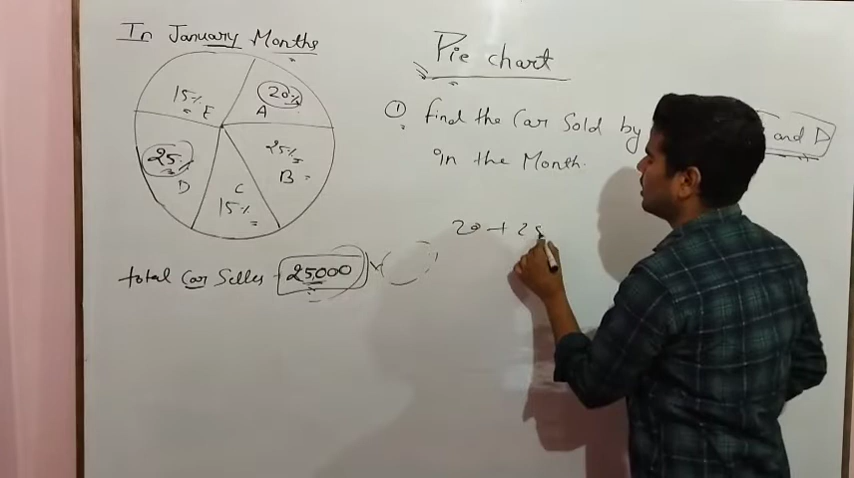 In January Months
15% E
20% A
25% B
25% D
C 15%
total Car Selles - 25000
Pie chart
① find the Car Sold by and D
in the Month.
20 + 25